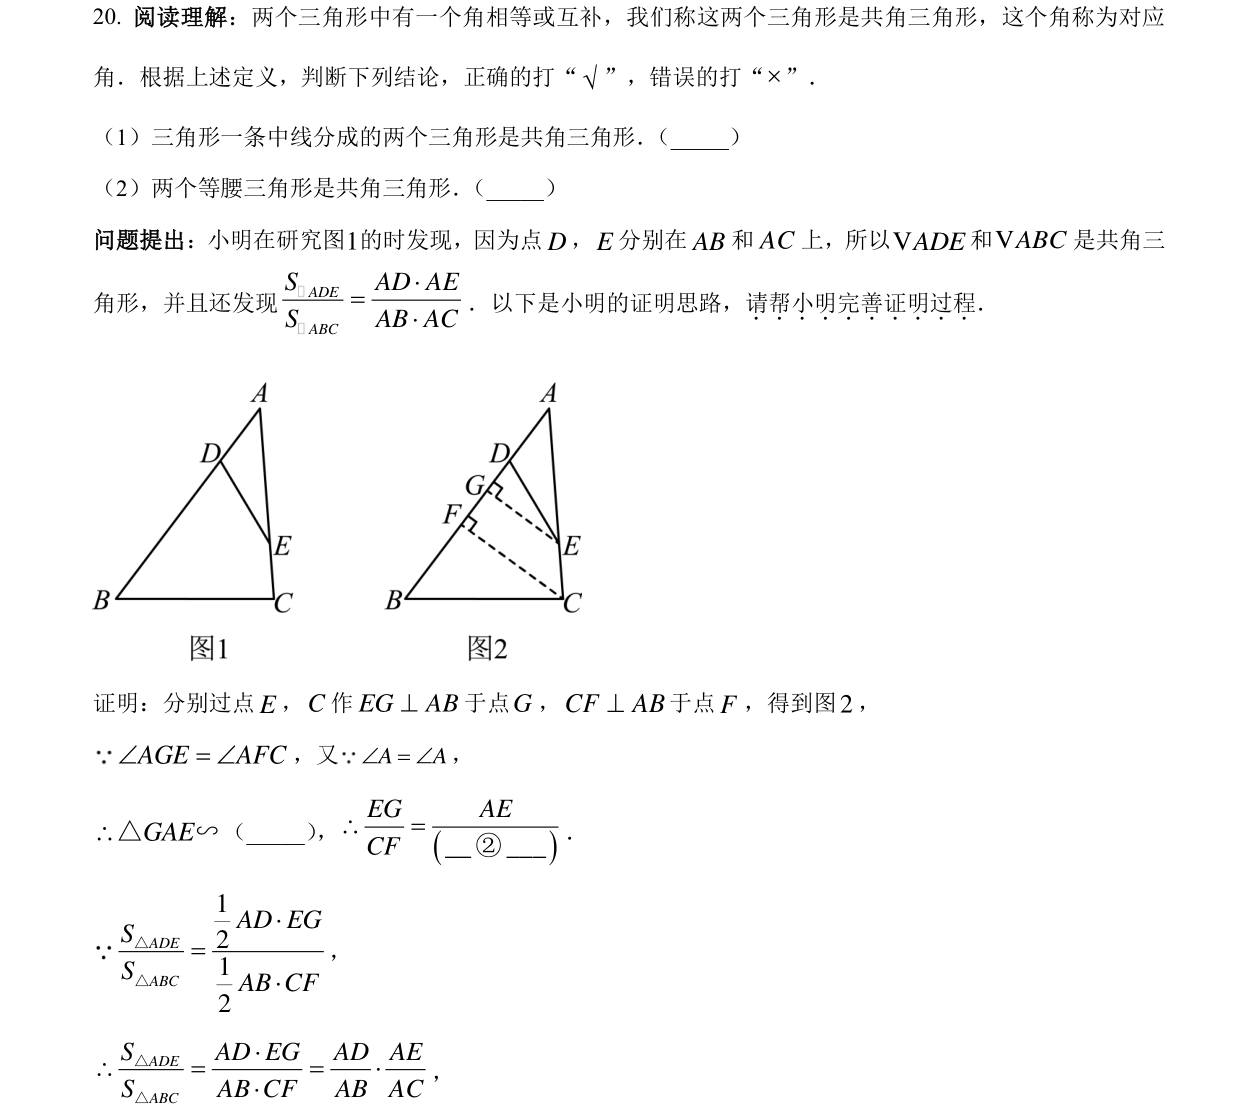 20. 阅读理解：两个三角形中有一个角相等或互补，我们称这两个三角形是共角三角形，这个角称为对应
角．根据上述定义，判断下列结论，正确的打“√”，错误的打“×”．
（1）三角形一条中线分成的两个三角形是共角三角形．（_____）
（2）两个等腰三角形是共角三角形．（_____）
问题提出：小明在研究图1的时发现，因为点D，E分别在AB和AC上，所以VADE和VABC是共角三
角形，并且还发现 S□ADE/S□ABC = AD·AE/AB·AC ．以下是小明的证明思路，请帮小明完善证明过程．
A
D
E
B
C
图1
A
D
G
F
E
B
C
图2
证明：分别过点E，C作EG⊥AB于点G，CF⊥AB于点F，得到图2，
∵∠AGE=∠AFC，又∵∠A=∠A，
∴△GAE∽（_____），∴EG/CF = AE/(__②___)．
∵S△ADE/S△ABC = (1/2 AD·EG)/(1/2 AB·CF)，
∴S△ADE/S△ABC = AD·EG/AB·CF = AD/AB·AE/AC，